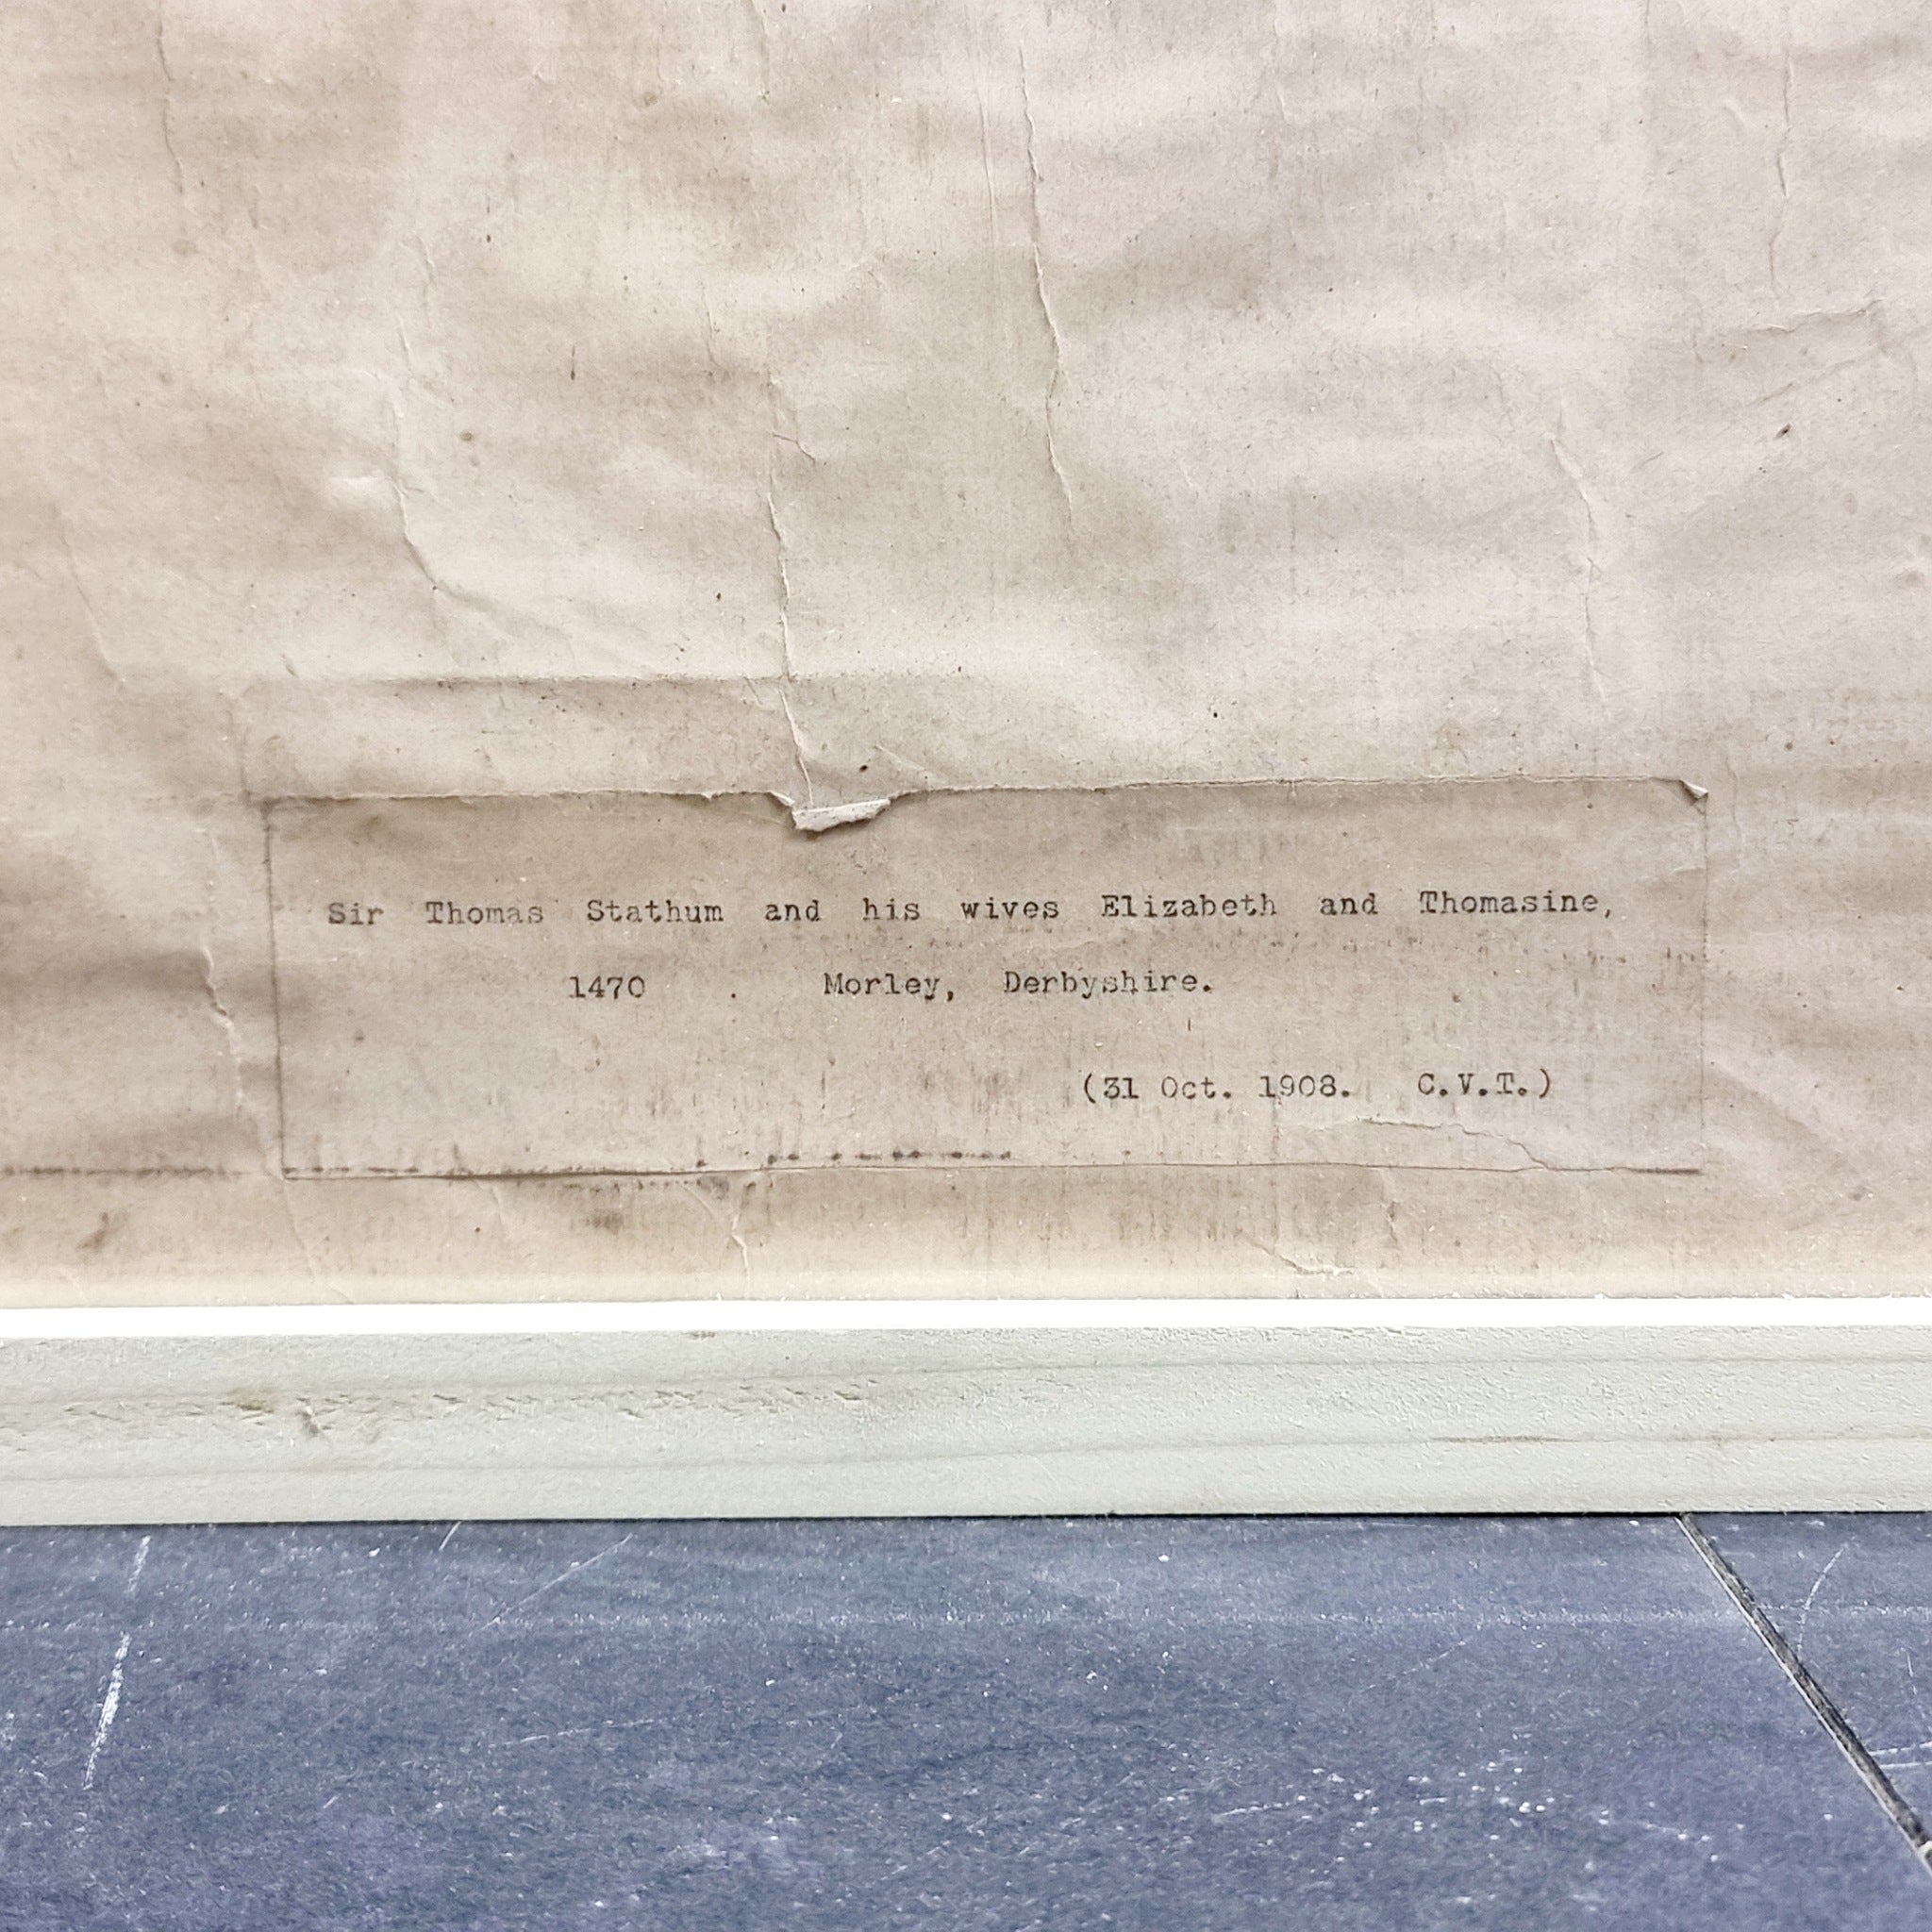 Sir Thomas Stathum and his wives Elizabeth and Thomasine,
1470 . Morley, Derbyshire.
(31 Oct. 1908. C.V.T.)